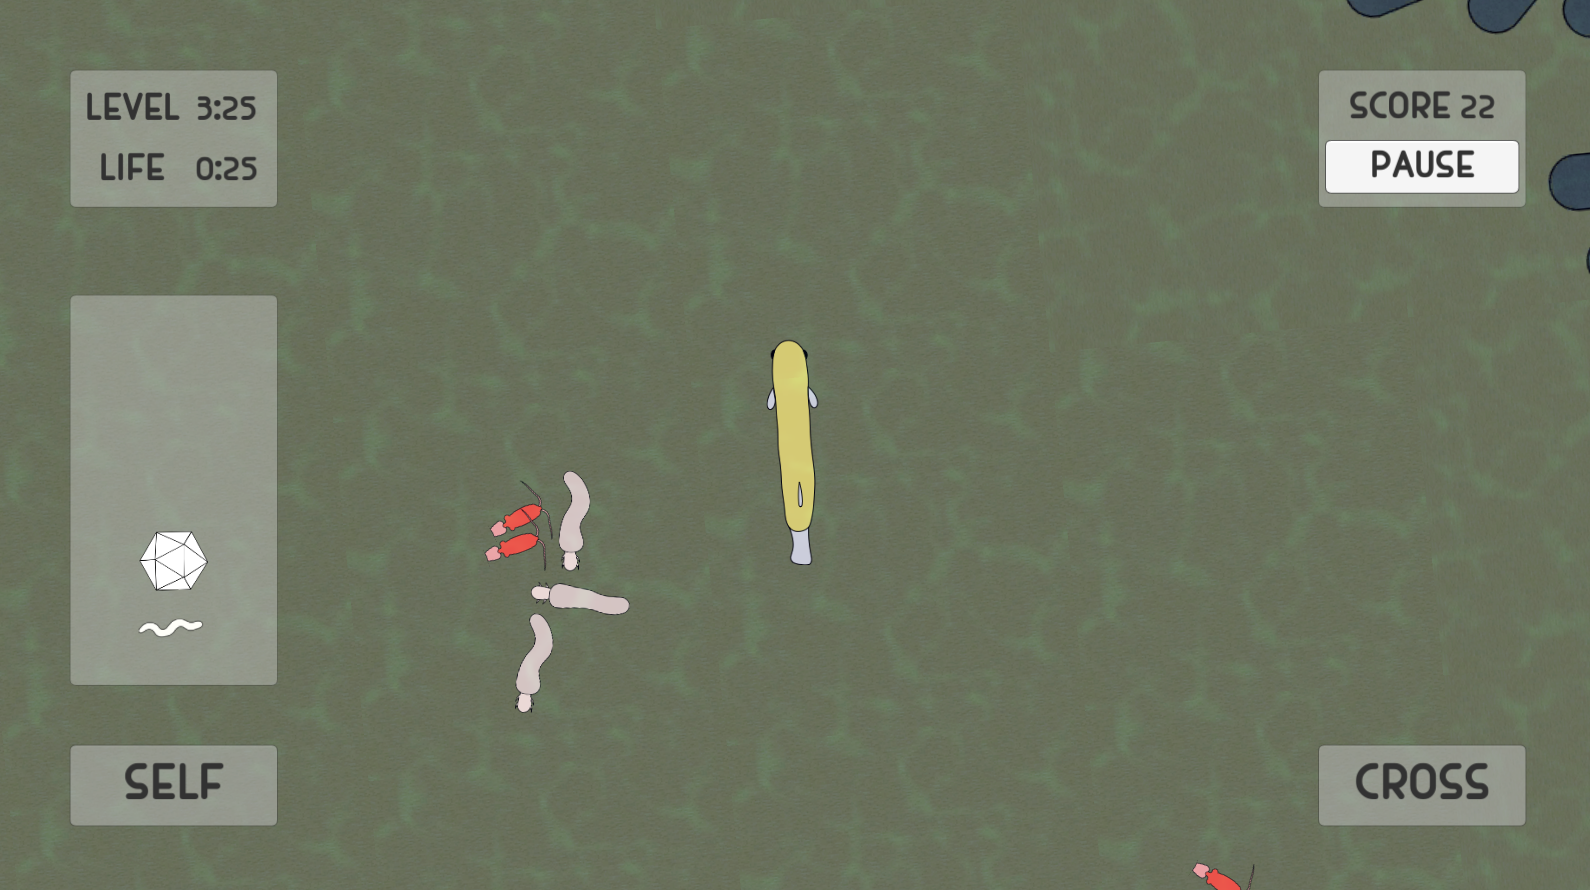 LEVEL 3:25
LIFE 0:25
SCORE 22
PAUSE
SELF
CROSS